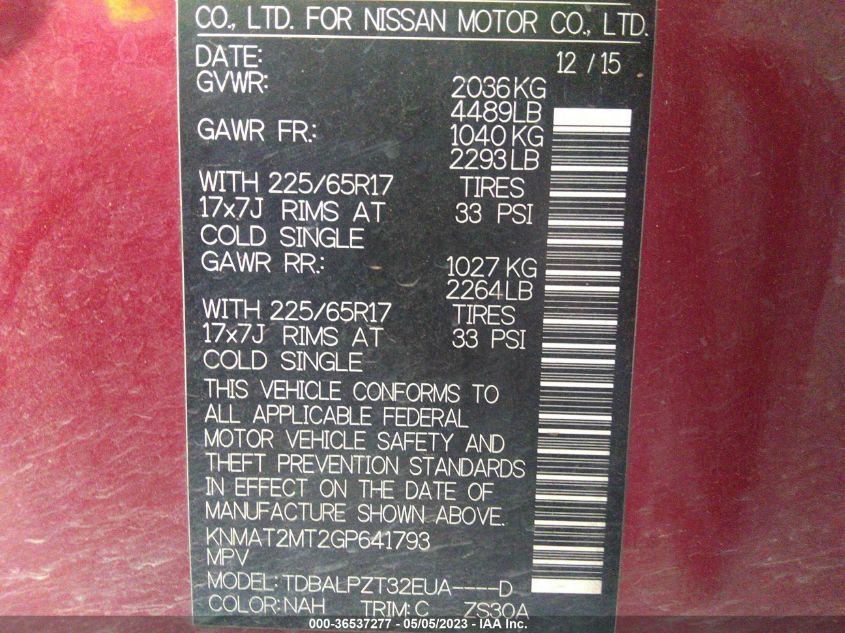 CO., LTD. FOR NISSAN MOTOR CO., LTD.
DATE: 12 / 15
GVWR: 2036 KG
4489 LB
GAWR FR.: 1040 KG
2293 LB
WITH 225/65R17 TIRES
17x7J RIMS AT 33 PSI
COLD SINGLE
GAWR RR.: 1027 KG
2264 LB
WITH 225/65R17 TIRES
17x7J RIMS AT 33 PSI
COLD SINGLE
THIS VEHICLE CONFORMS TO
ALL APPLICABLE FEDERAL
MOTOR VEHICLE SAFETY AND
THEFT PREVENTION STANDARDS
IN EFFECT ON THE DATE OF
MANUFACTURE SHOWN ABOVE.
KNMAT2MT2GP641793
MPV
MODEL: TDBALPZT32EUA----D
COLOR: NAH TRIM: C ZS30A
000-36537277 - 05/05/2023 - IAA Inc.